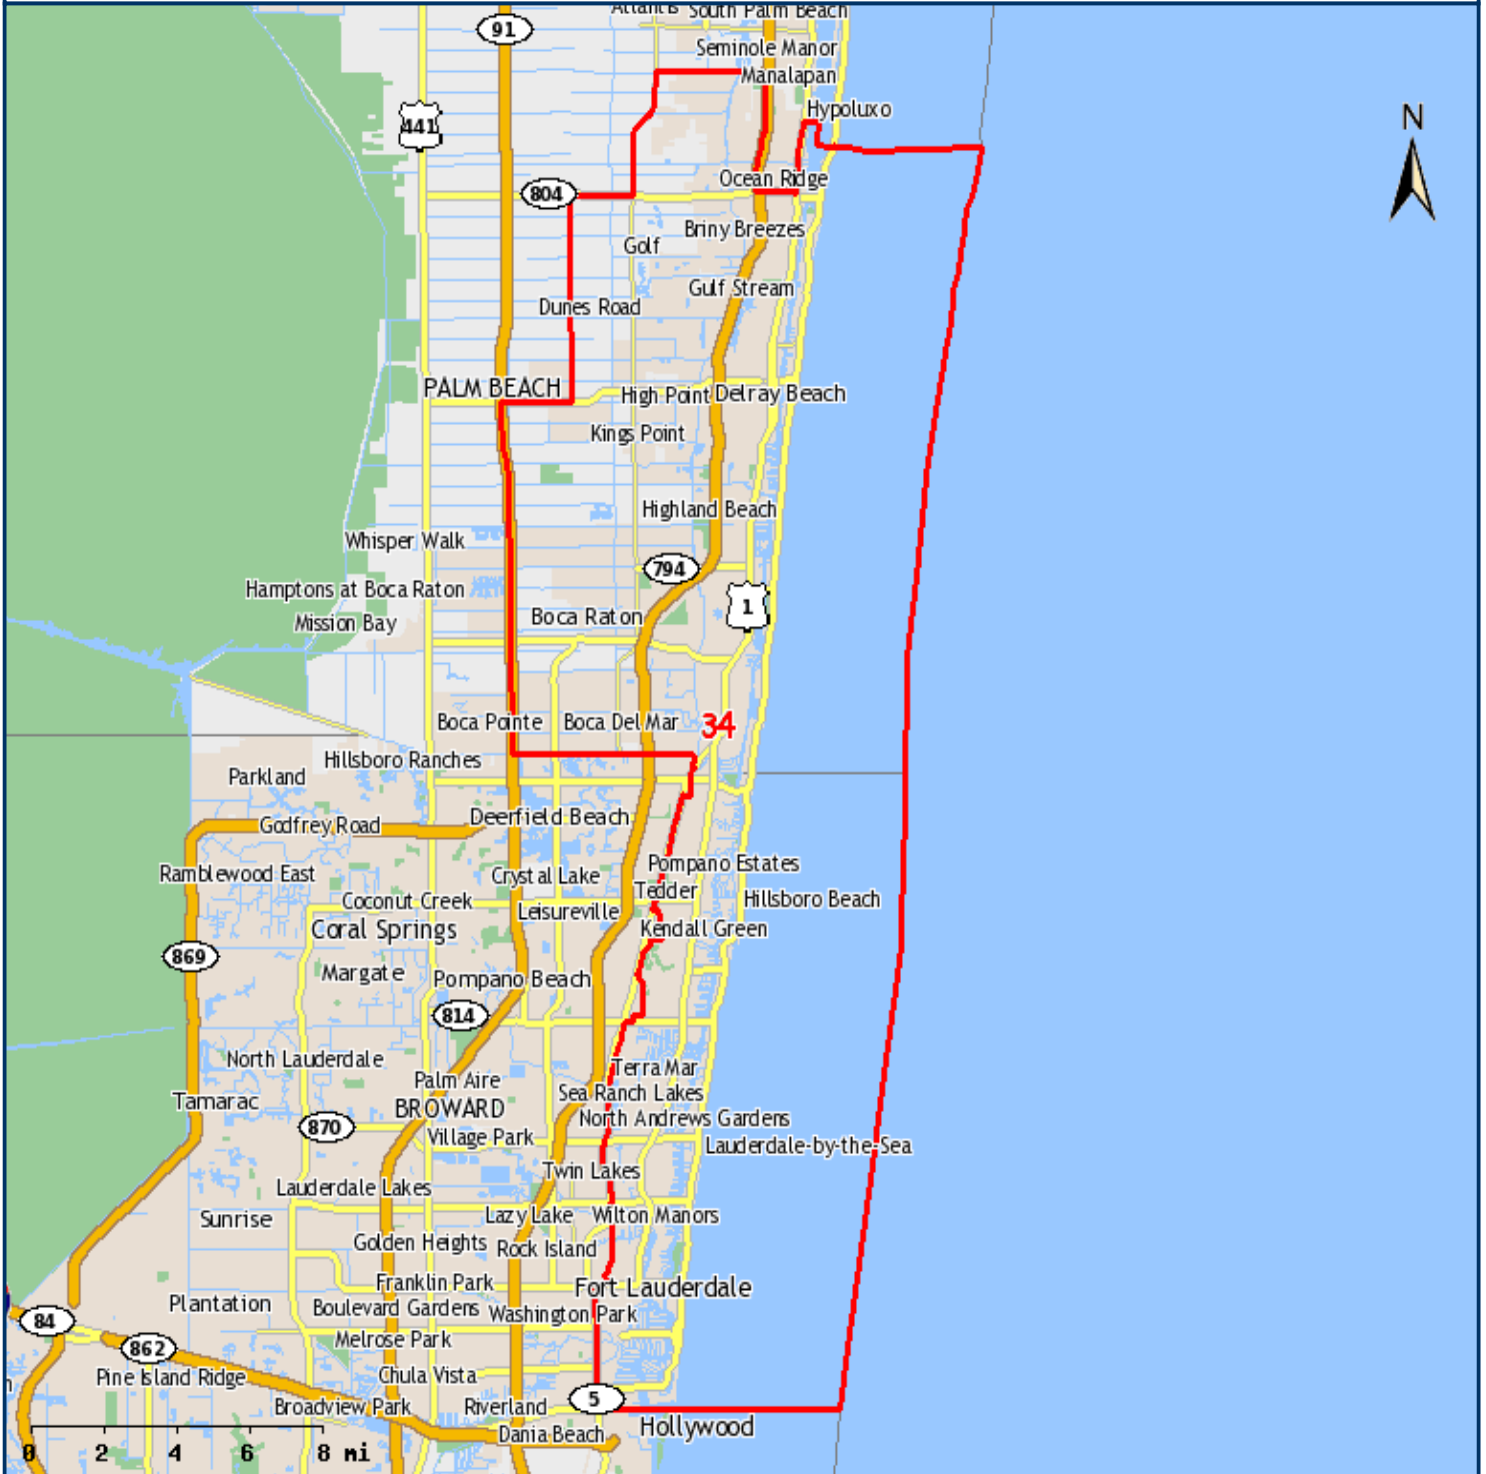 Atlantis South Palm Beach
91
Seminole Manor
Manalapan
Hypoluxo
N
441
Ocean Ridge
804
Briny Breezes
Golf
Gulf Stream
Dunes Road
PALM BEACH
High Point Delray Beach
Kings Point
Highland Beach
Whisper Walk
794
Hamptons at Boca Raton
1
Boca Raton
Mission Bay
Boca Pointe Boca Del Mar 34
Hillsboro Ranches
Parkland
Deerfield Beach
Godfrey Road
Pompano Estates
Ramblewood East
Crystal Lake
Tedder
Hillsboro Beach
Coconut Creek
Leisureville
Coral Springs
Kendall Green
869
Margate
Pompano Beach
814
North Lauderdale
Terra Mar
Palm Aire
Sea Ranch Lakes
Tamarac
BROWARD
North Andrews Gardens
870
Village Park
Lauderdale-by-the-Sea
Twin Lakes
Lauderdale Lakes
Sunrise
Lazy Lake Wilton Manors
Golden Heights Rock Island
Franklin Park Fort Lauderdale
Plantation
Boulevard Gardens Washington Park
84
Melrose Park
862
Pine Island Ridge
Chula Vista
5
Broadview Park
Riverland
Hollywood
Dania Beach
0 2 4 6 8 mi